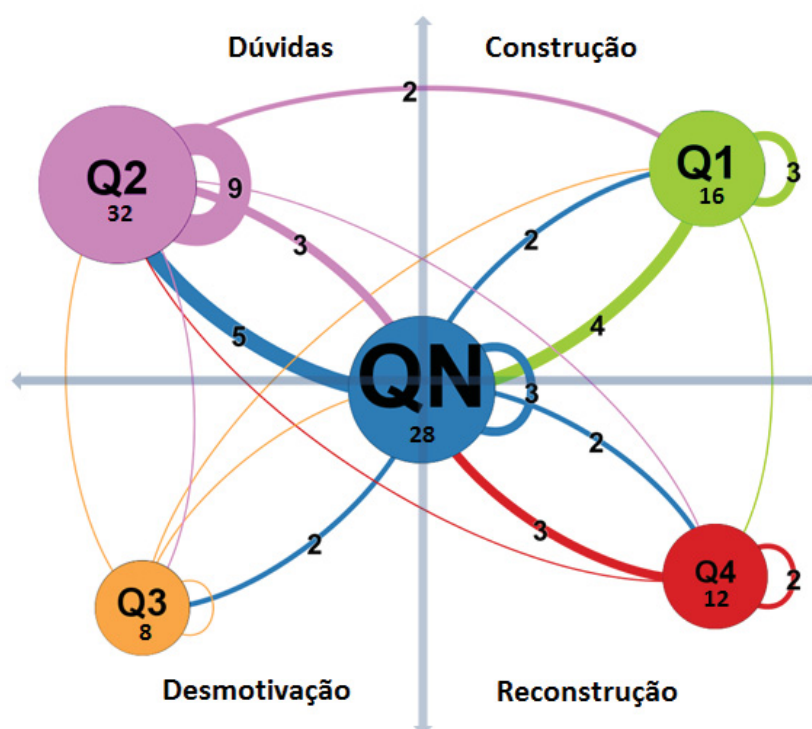 Dúvidas
Construção
2
Q2
32
9
Q1
16
3
3
2
5
4
QN
28
3
2
2
3
Q3
8
Q4
12
2
Desmotivação
Reconstrução